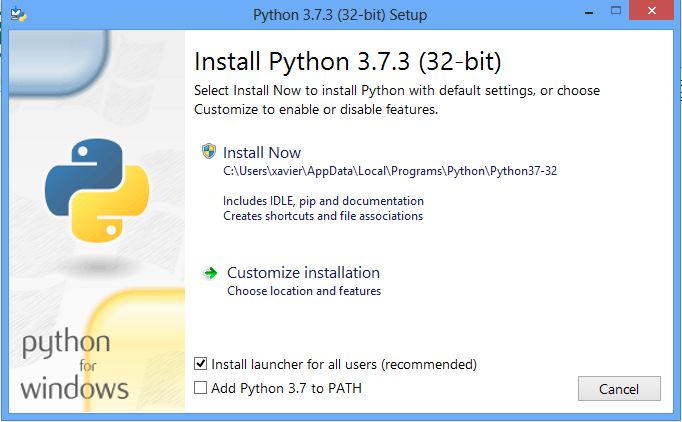 Python 3.7.3 (32-bit) Setup
Install Python 3.7.3 (32-bit)
Select Install Now to install Python with default settings, or choose
Customize to enable or disable features.
Install Now
C:\Users\xavier\AppData\Local\Programs\Python\Python37-32
Includes IDLE, pip and documentation
Creates shortcuts and file associations
Customize installation
Choose location and features
python
for
windows
Install launcher for all users (recommended)
Add Python 3.7 to PATH
Cancel